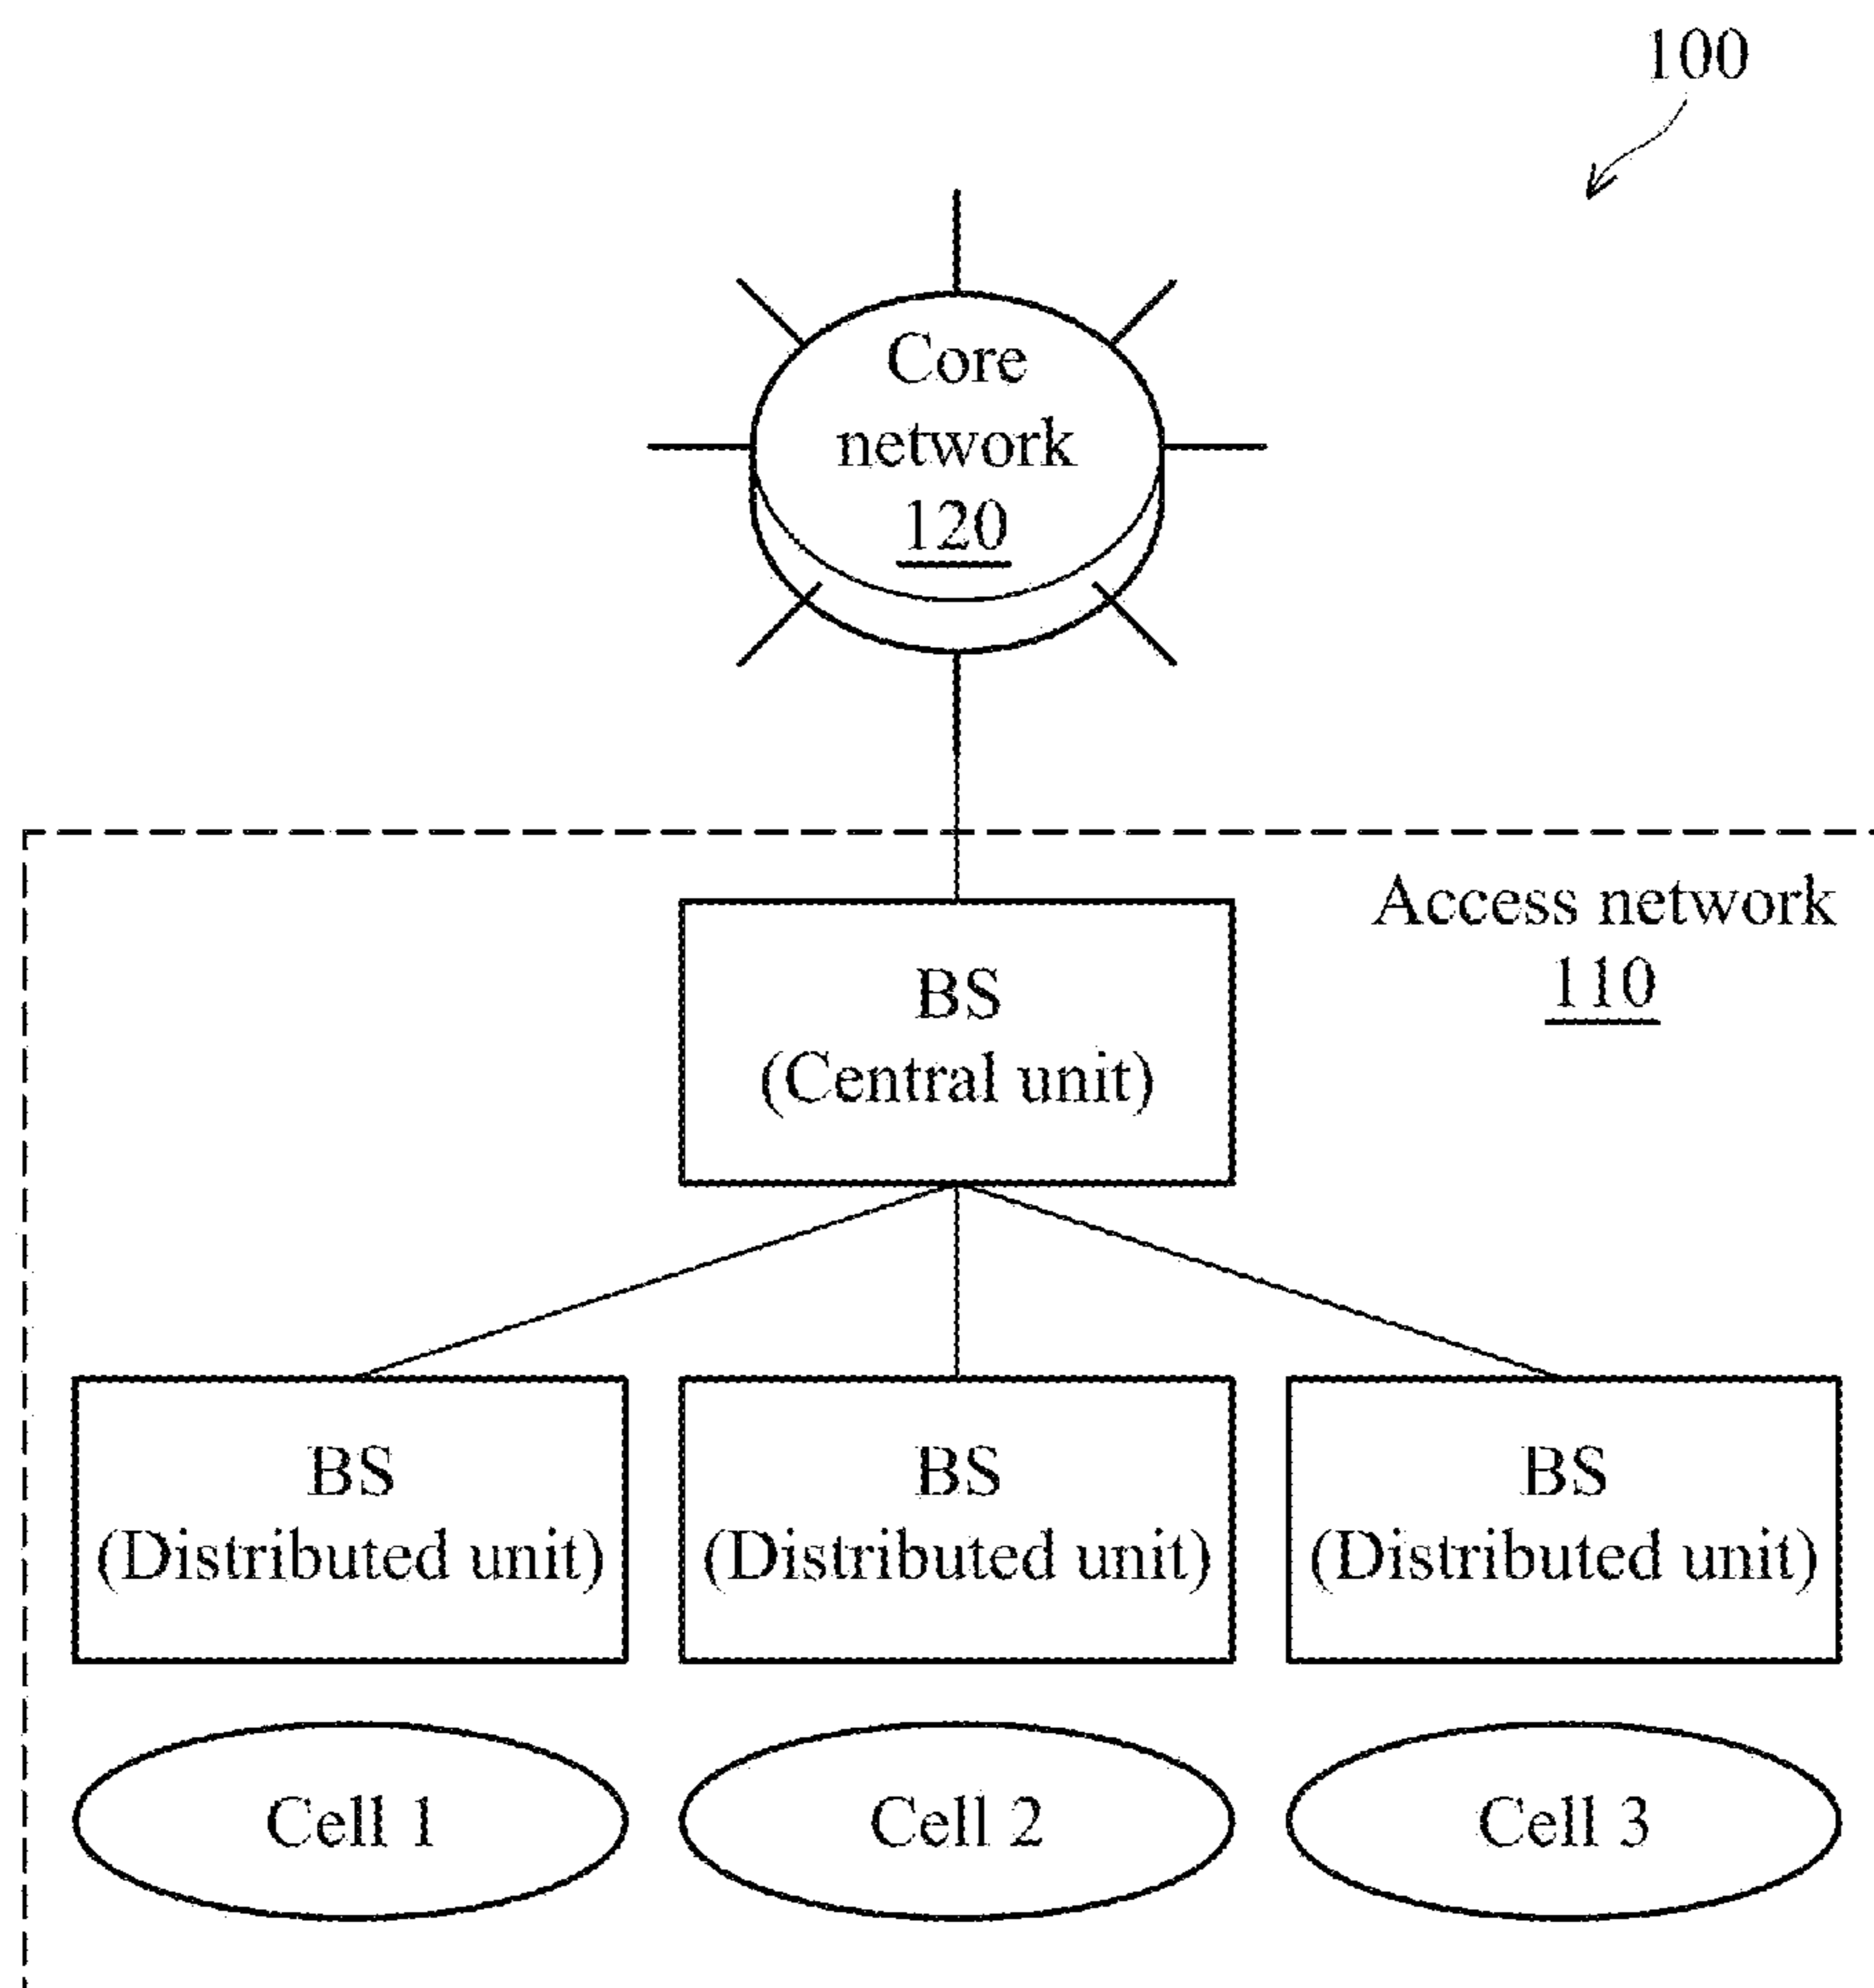 100
Core
network
120
Access network
110
BS
(Central unit)
BS
(Distributed unit)
BS
(Distributed unit)
BS
(Distributed unit)
Cell 1
Cell 2
Cell 3